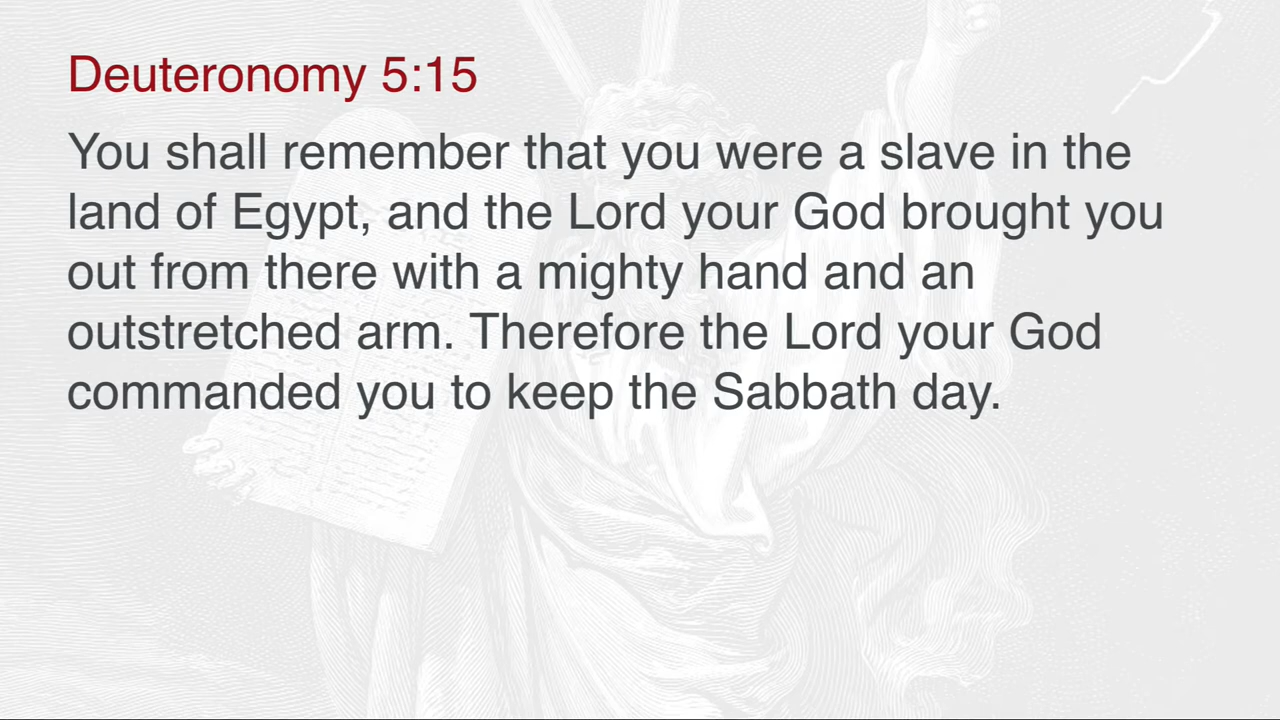 Deuteronomy 5:15
You shall remember that you were a slave in the
land of Egypt, and the Lord your God brought you
out from there with a mighty hand and an
outstretched arm. Therefore the Lord your God
commanded you to keep the Sabbath day.